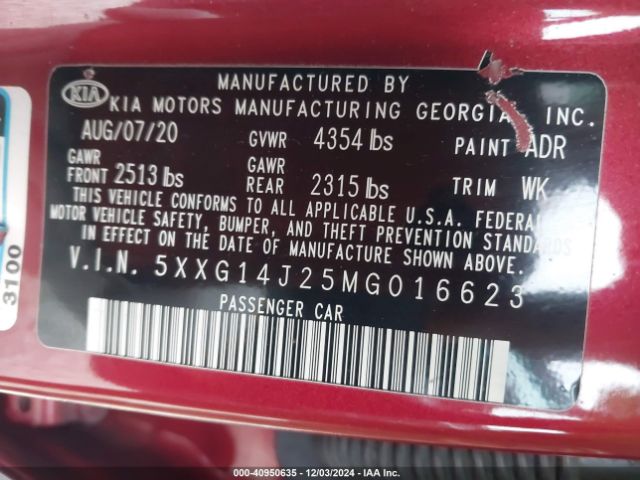 MANUFACTURED BY
KIA KIA MOTORS MANUFACTURING GEORGIA, INC.
AUG/07/20 GVWR 4354 lbs PAINT ADR
GAWR FRONT 2513 lbs GAWR REAR 2315 lbs TRIM WK
THIS VEHICLE CONFORMS TO ALL APPLICABLE U.S.A. FEDERAL
MOTOR VEHICLE SAFETY, BUMPER, AND THEFT PREVENTION STANDARDS
IN EFFECT ON THE DATE OF MANUFACTURE SHOWN ABOVE.
V.I.N. 5XXG14J25MG016623
PASSENGER CAR
3100
000-40950635 - 12/03/2024 - IAA Inc.